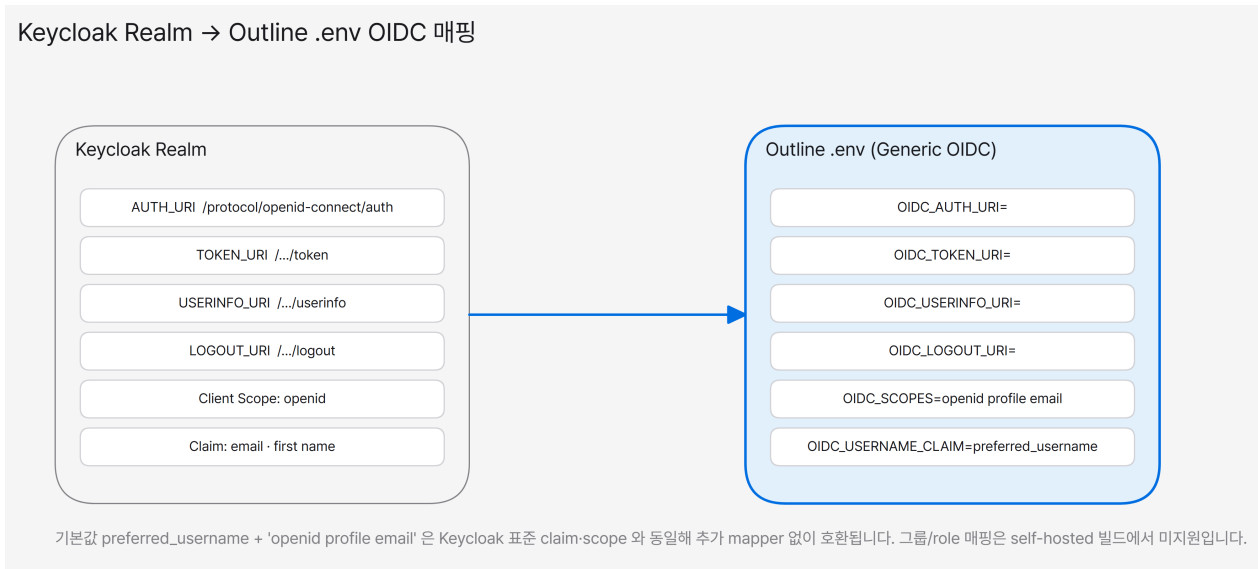 Keycloak Realm → Outline .env OIDC 매핑
Keycloak Realm
AUTH_URI /protocol/openid-connect/auth
TOKEN_URI /.../token
USERINFO_URI /.../userinfo
LOGOUT_URI /.../logout
Client Scope: openid
Claim: email · first name
Outline .env (Generic OIDC)
OIDC_AUTH_URI=
OIDC_TOKEN_URI=
OIDC_USERINFO_URI=
OIDC_LOGOUT_URI=
OIDC_SCOPES=openid profile email
OIDC_USERNAME_CLAIM=preferred_username
기본값 preferred_username + 'openid profile email' 은 Keycloak 표준 claim·scope 와 동일해 추가 mapper 없이 호환됩니다. 그룹/role 매핑은 self-hosted 빌드에서 미지원입니다.